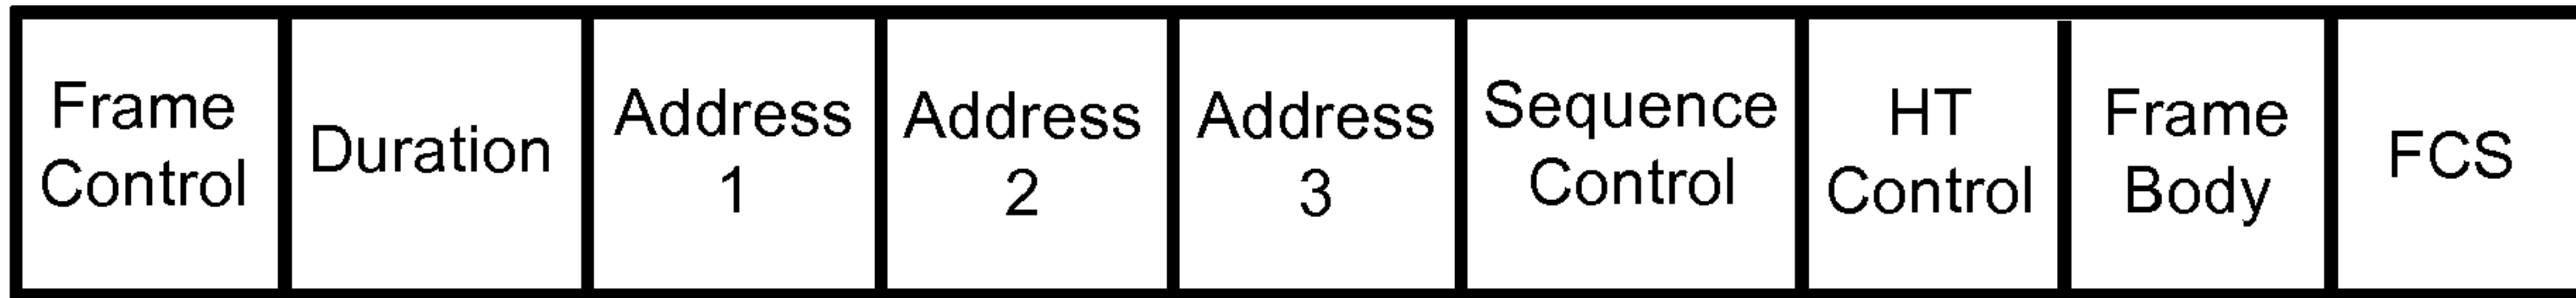 Frame
Control
Duration
Address
1
Address
2
Address
3
Sequence
Control
HT
Control
Frame
Body
FCS